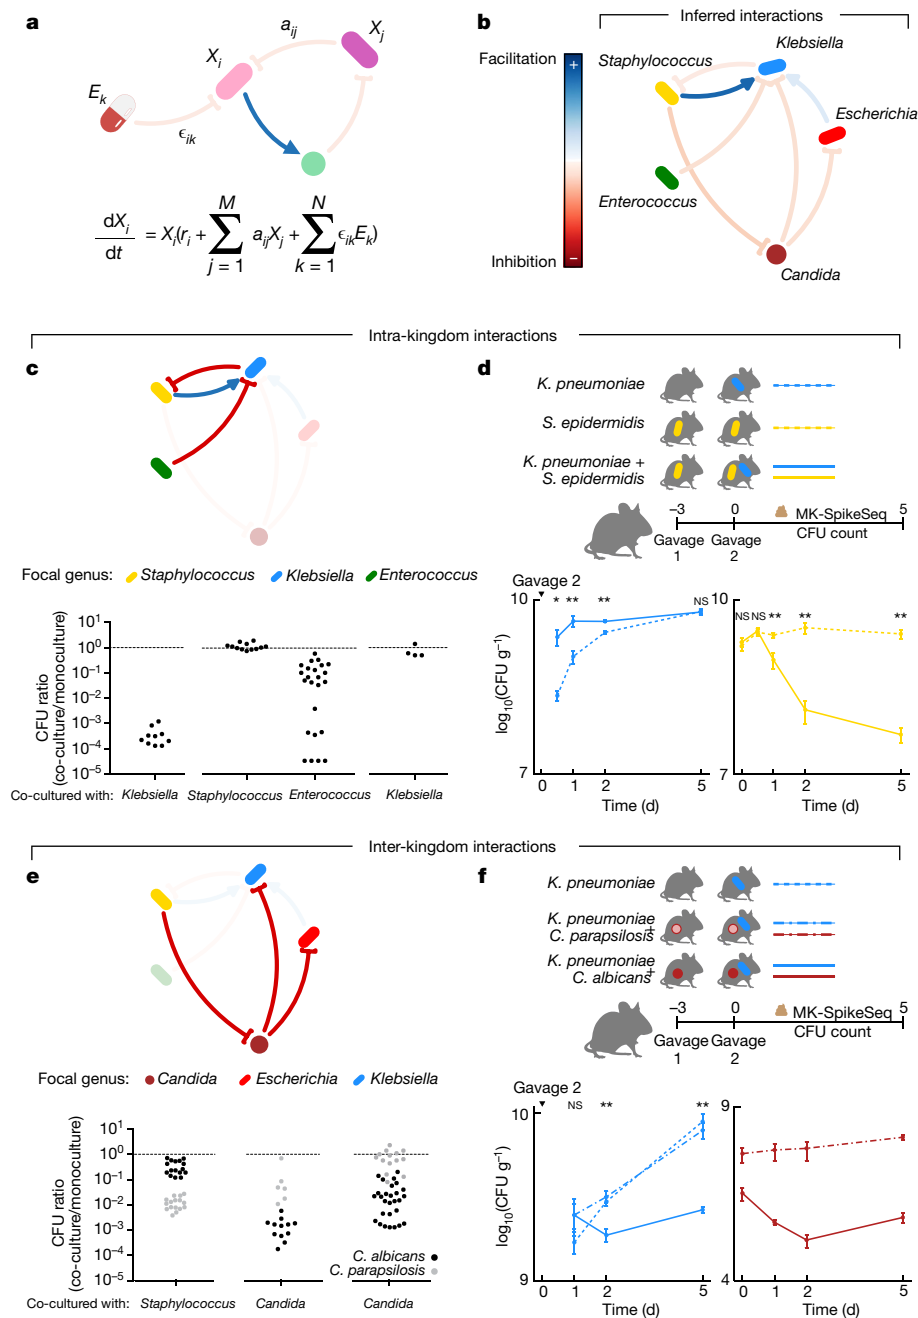 a
X_i
a_ij
X_j
E_k
ϵ_ik
dX_i/dt = X_i(r_i + ∑_{j = 1}^{M} a_ij X_j + ∑_{k = 1}^{N} ϵ_ik E_k)
b
Inferred interactions
Facilitation
+
Inhibition
−
Staphylococcus
Klebsiella
Escherichia
Enterococcus
Candida
Intra-kingdom interactions
c
Focal genus: Staphylococcus Klebsiella Enterococcus
CFU ratio
(co-culture/monoculture)
10^1
10^0
10^−1
10^−2
10^−3
10^−4
10^−5
Co-cultured with: Klebsiella Staphylococcus Enterococcus Klebsiella
d
K. pneumoniae
S. epidermidis
K. pneumoniae +
S. epidermidis
−3 0 5
MK-SpikeSeq
CFU count
Gavage
1
Gavage
2
Gavage 2
log10(CFU g^−1)
10
7
* ** ** NS
0 1 2 5
Time (d)
10
7
NS NS ** ** **
0 1 2 5
Time (d)
Inter-kingdom interactions
e
Focal genus: Candida Escherichia Klebsiella
CFU ratio
(co-culture/monoculture)
10^1
10^0
10^−1
10^−2
10^−3
10^−4
10^−5
C. albicans
C. parapsilosis
Co-cultured with: Staphylococcus Candida Candida
f
K. pneumoniae
K. pneumoniae
+
C. parapsilosis
K. pneumoniae
+
C. albicans
−3 0 5
MK-SpikeSeq
CFU count
Gavage
1
Gavage
2
Gavage 2
log10(CFU g^−1)
10
9
NS ** **
0 1 2 5
Time (d)
9
4
0 1 2 5
Time (d)